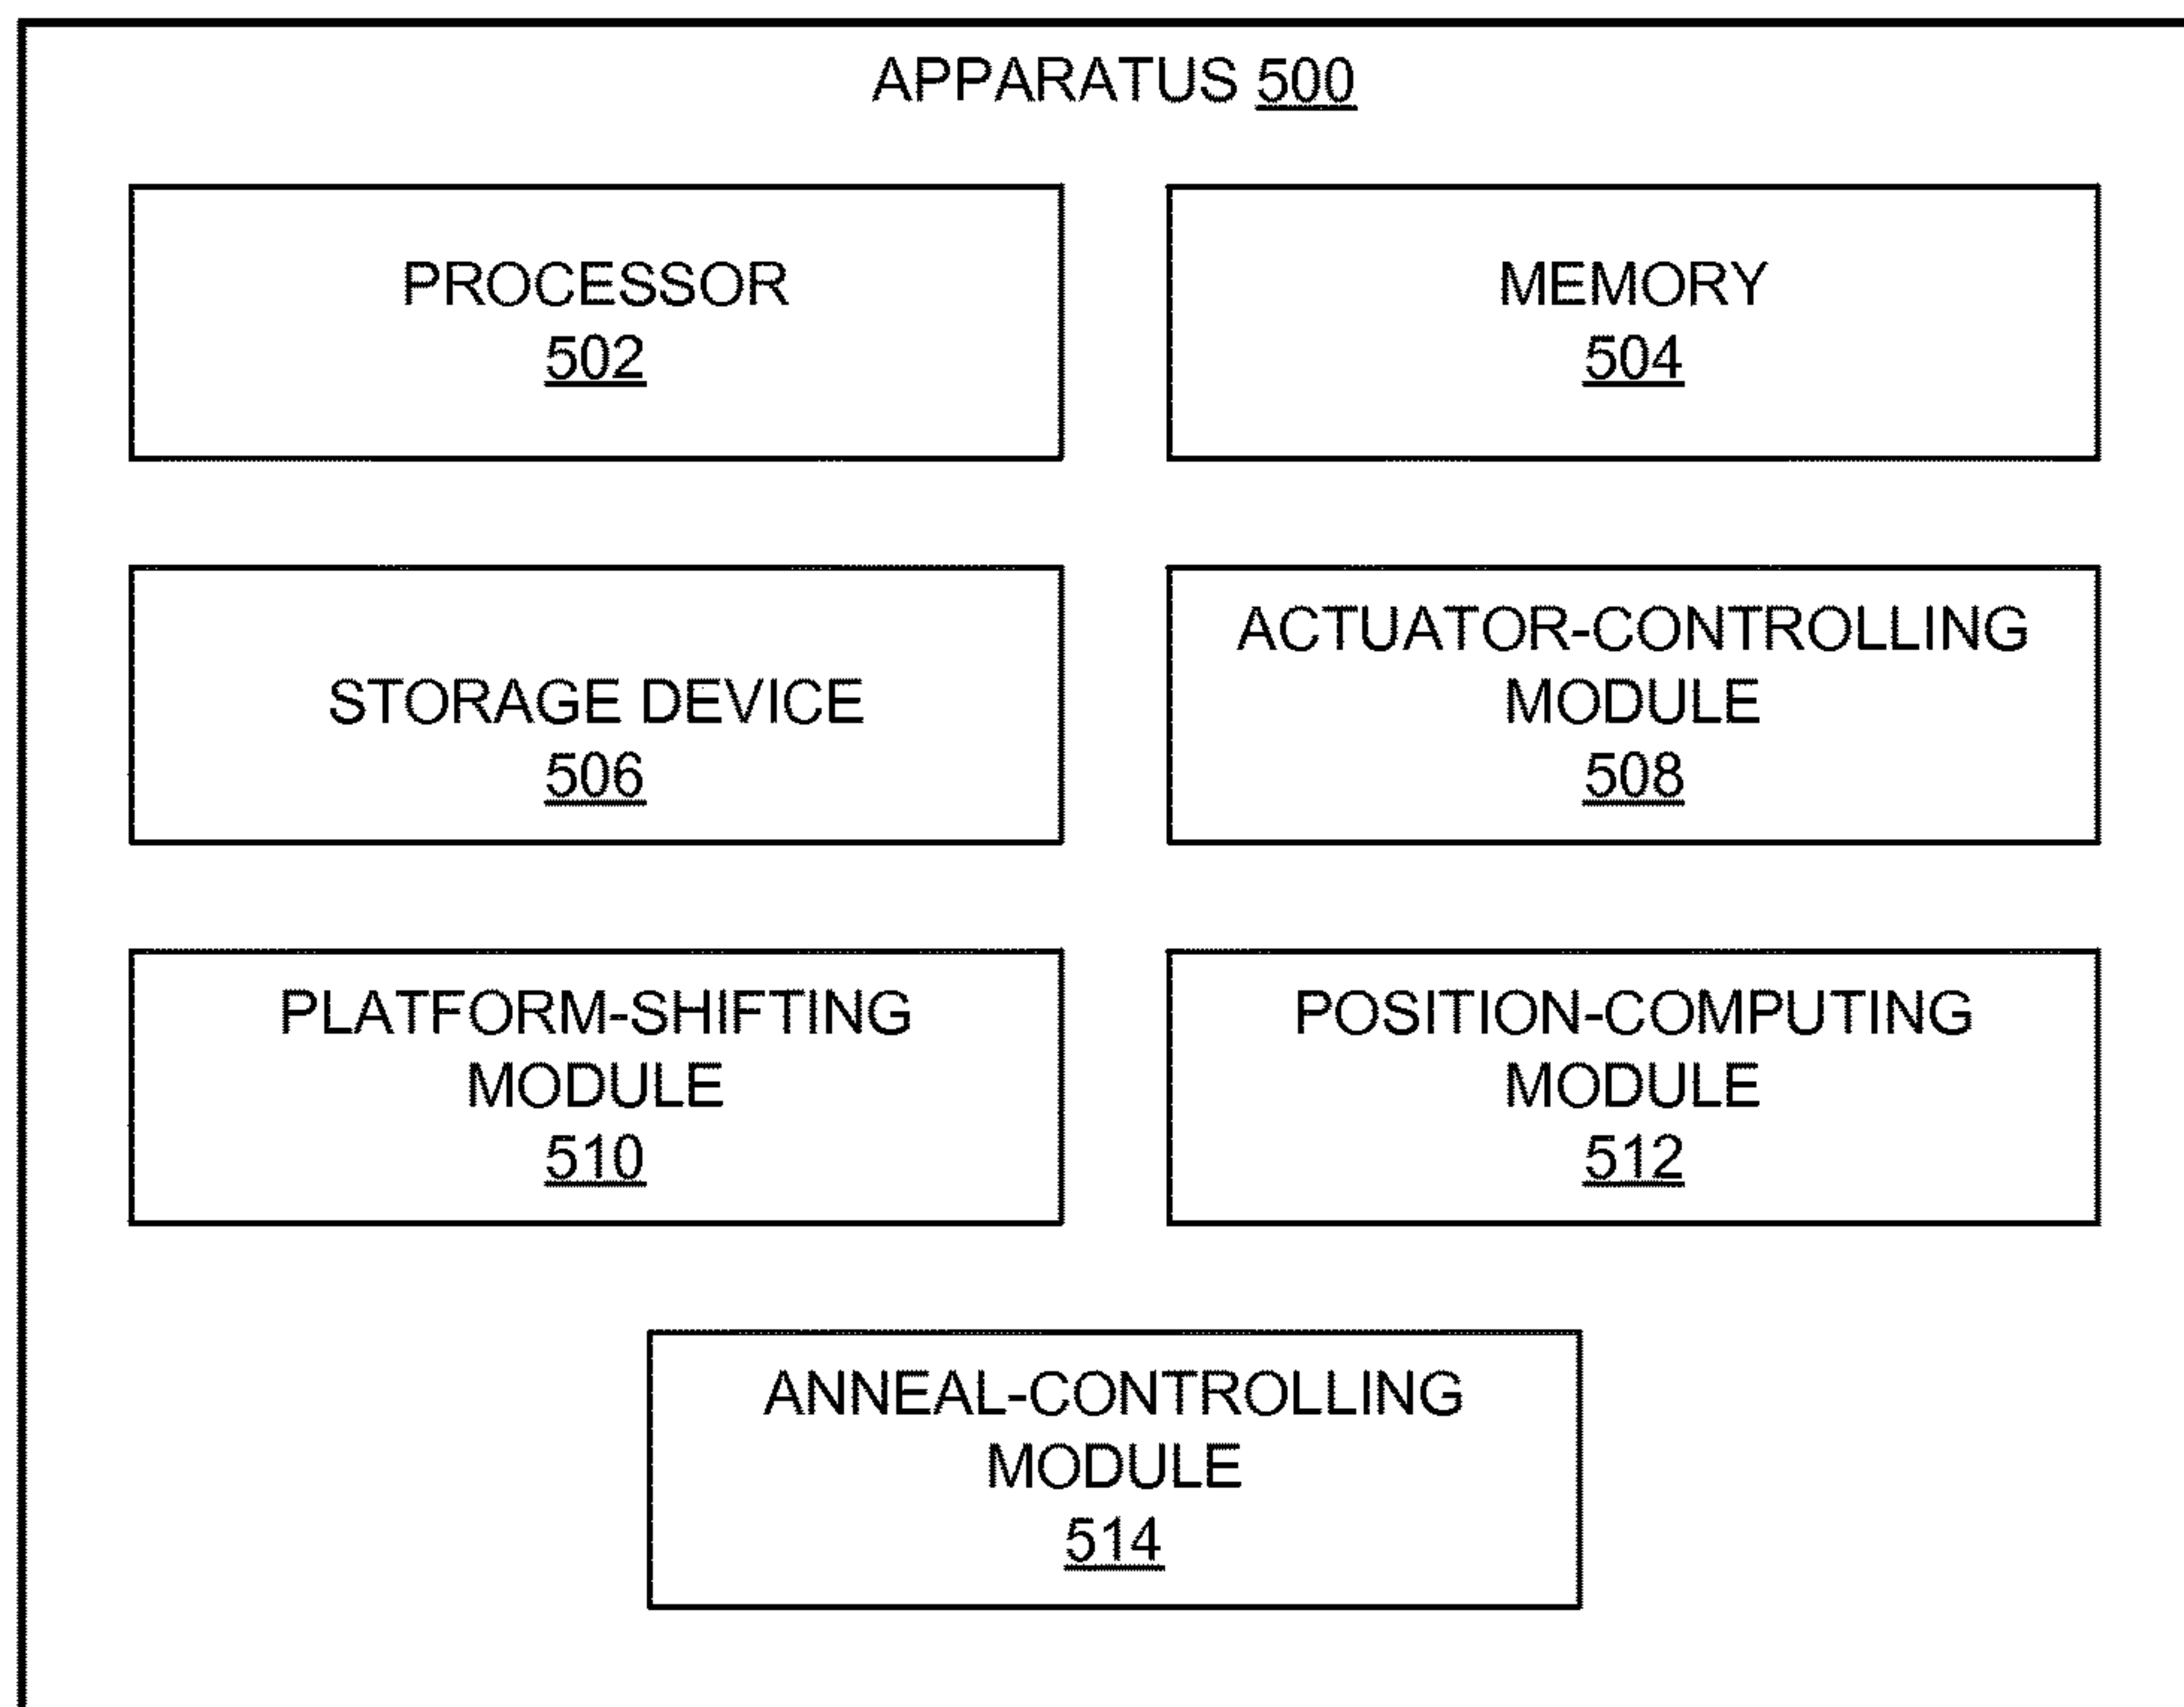 APPARATUS 500
PROCESSOR
502
MEMORY
504
STORAGE DEVICE
506
ACTUATOR-CONTROLLING
MODULE
508
PLATFORM-SHIFTING
MODULE
510
POSITION-COMPUTING
MODULE
512
ANNEAL-CONTROLLING
MODULE
514